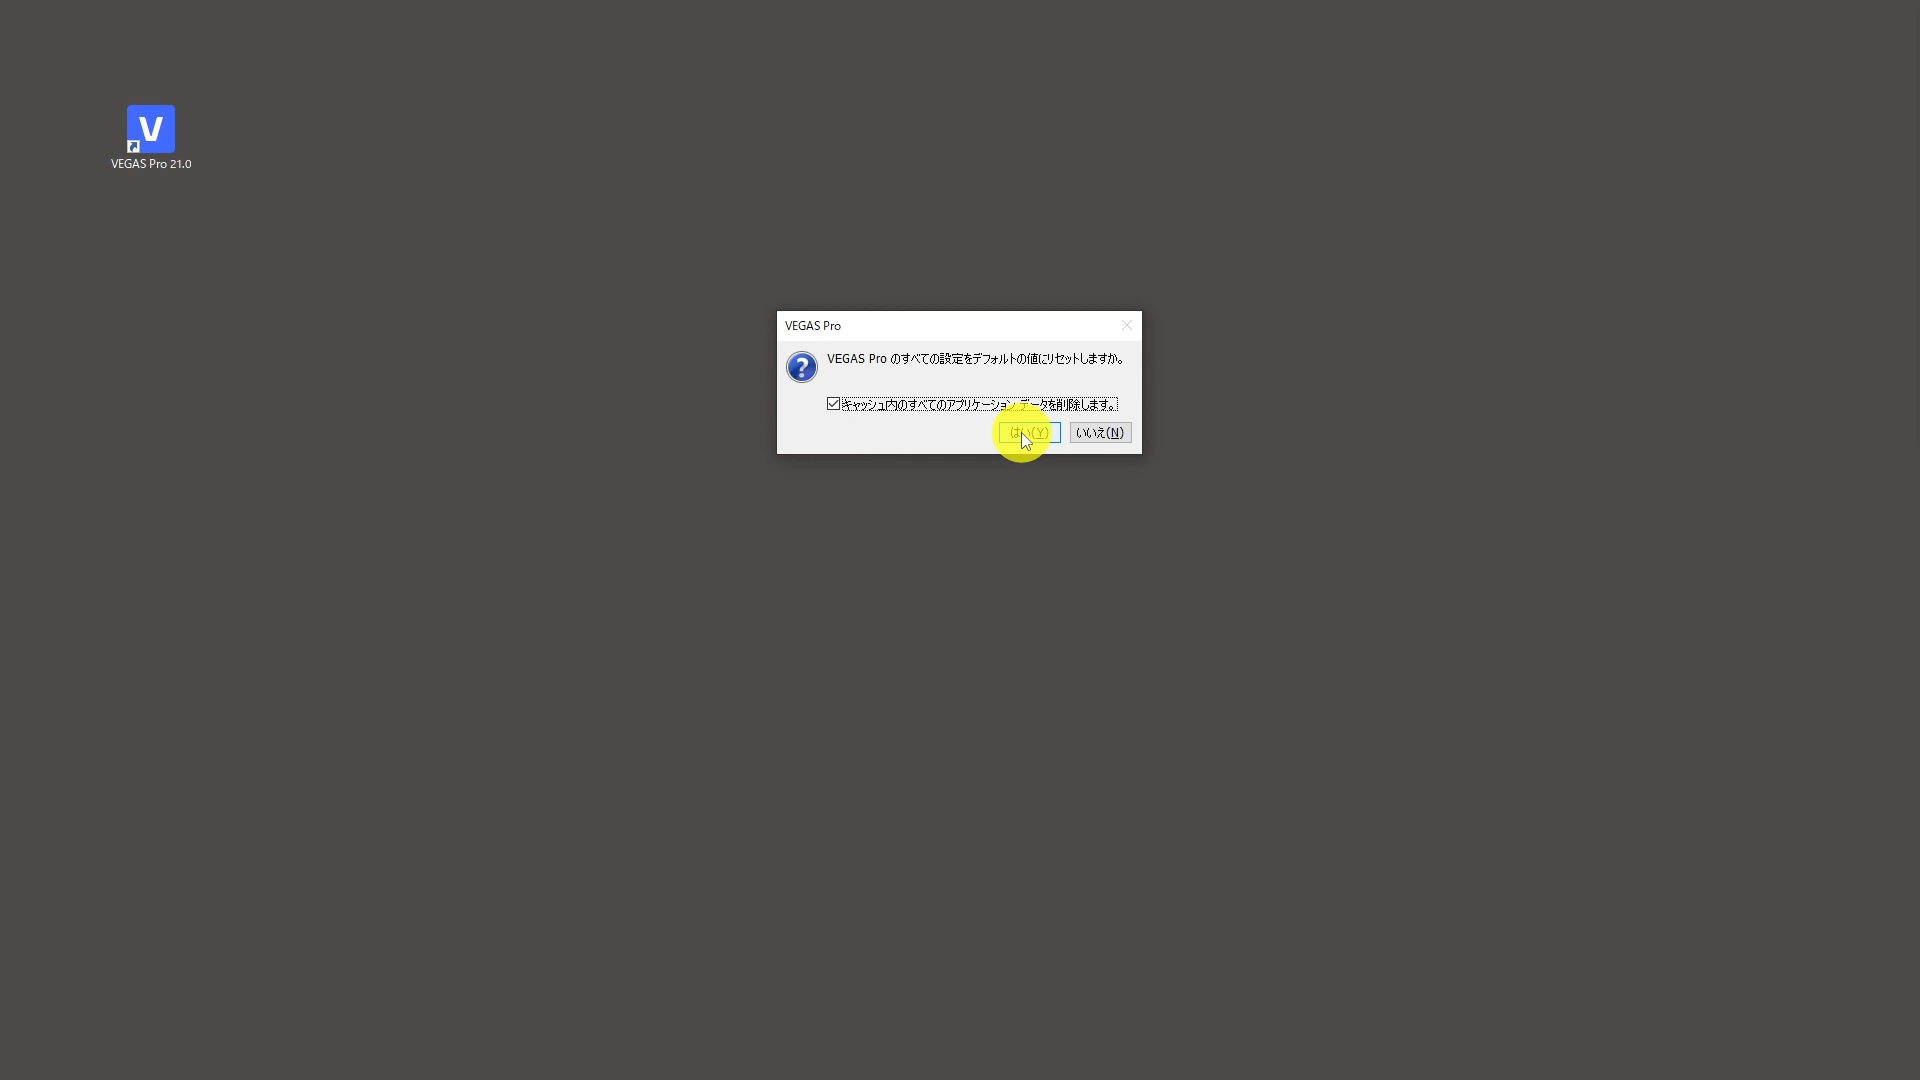 V
VEGAS Pro 21.0
VEGAS Pro
VEGAS Pro のすべての設定をデフォルトの値にリセットしますか。
キャッシュ内のすべてのアプリケーション データを削除します。
はい(Y)
いいえ(N)